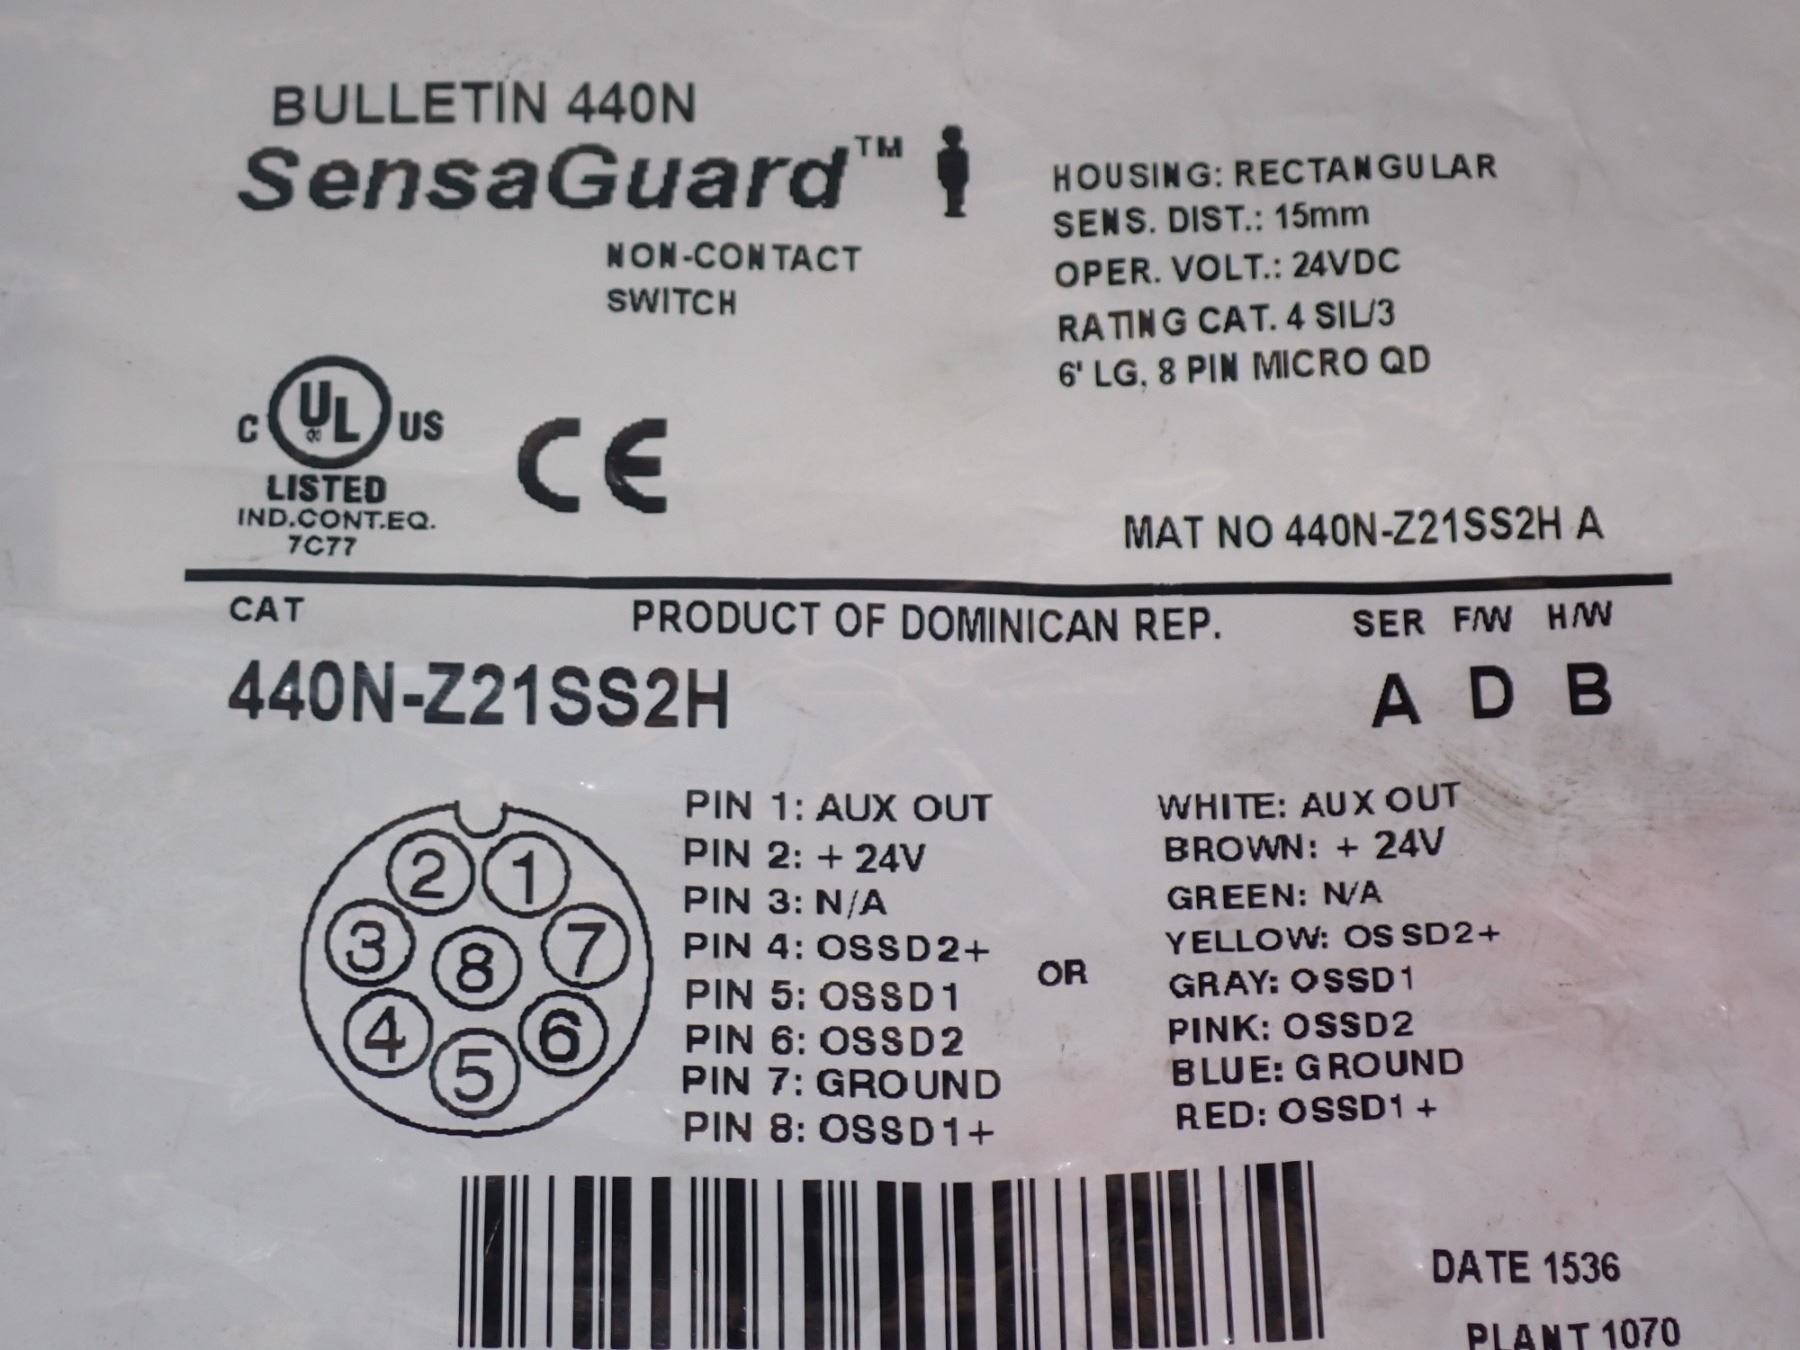 BULLETIN 440N
SensaGuard™
NON-CONTACT
SWITCH
HOUSING: RECTANGULAR
SENS. DIST.: 15mm
OPER. VOLT.: 24VDC
RATING CAT. 4 SIL/3
6' LG, 8 PIN MICRO QD
C UL US
LISTED
IND.CONT.EQ.
7C77
CE
MAT NO 440N-Z21SS2H A
CAT PRODUCT OF DOMINICAN REP. SER F/W H/W
440N-Z21SS2H A D B
2 1
3 8 7
4 5 6
PIN 1: AUX OUT
PIN 2: + 24V
PIN 3: N/A
PIN 4: OSSD2+
PIN 5: OSSD1
PIN 6: OSSD2
PIN 7: GROUND
PIN 8: OSSD1+
OR
WHITE: AUX OUT
BROWN: + 24V
GREEN: N/A
YELLOW: OSSD2+
GRAY: OSSD1
PINK: OSSD2
BLUE: GROUND
RED: OSSD1+
DATE 1536
PLANT 1070